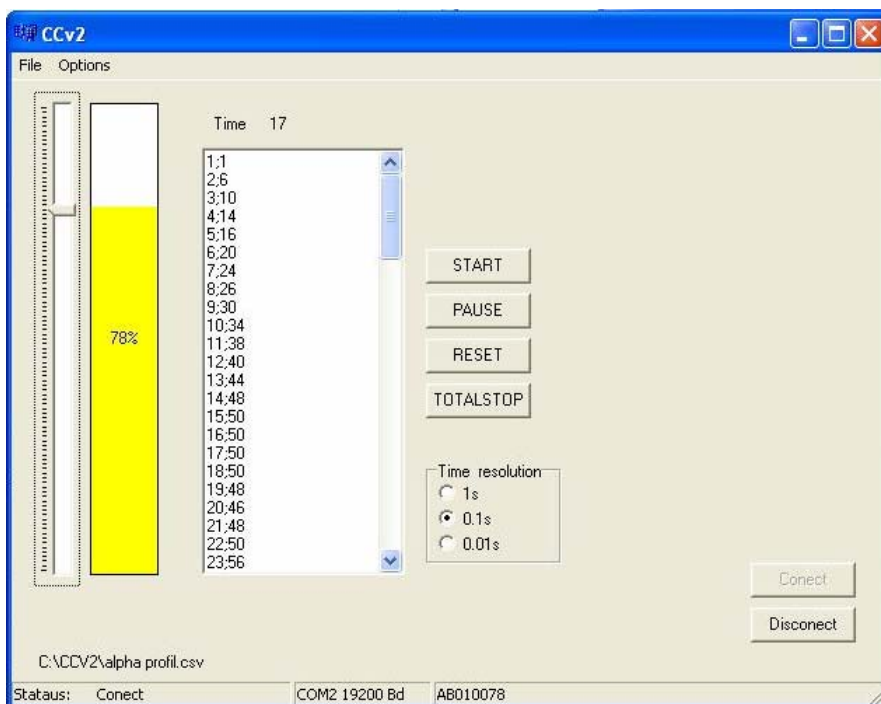 CCv2
File Options
Time 17
1;1
2;6
3;10
4;14
5;16
6;20
7;24
8;26
9;30
10;34
11;38
12;40
13;44
14;48
15;50
16;50
17;50
18;50
19;48
20;46
21;48
22;50
23;56
78%
START
PAUSE
RESET
TOTALSTOP
Time resolution
1s
0.1s
0.01s
Conect
Disconect
C:\CCV2\alpha profil.csv
Stataus: Conect COM2 19200 Bd AB010078